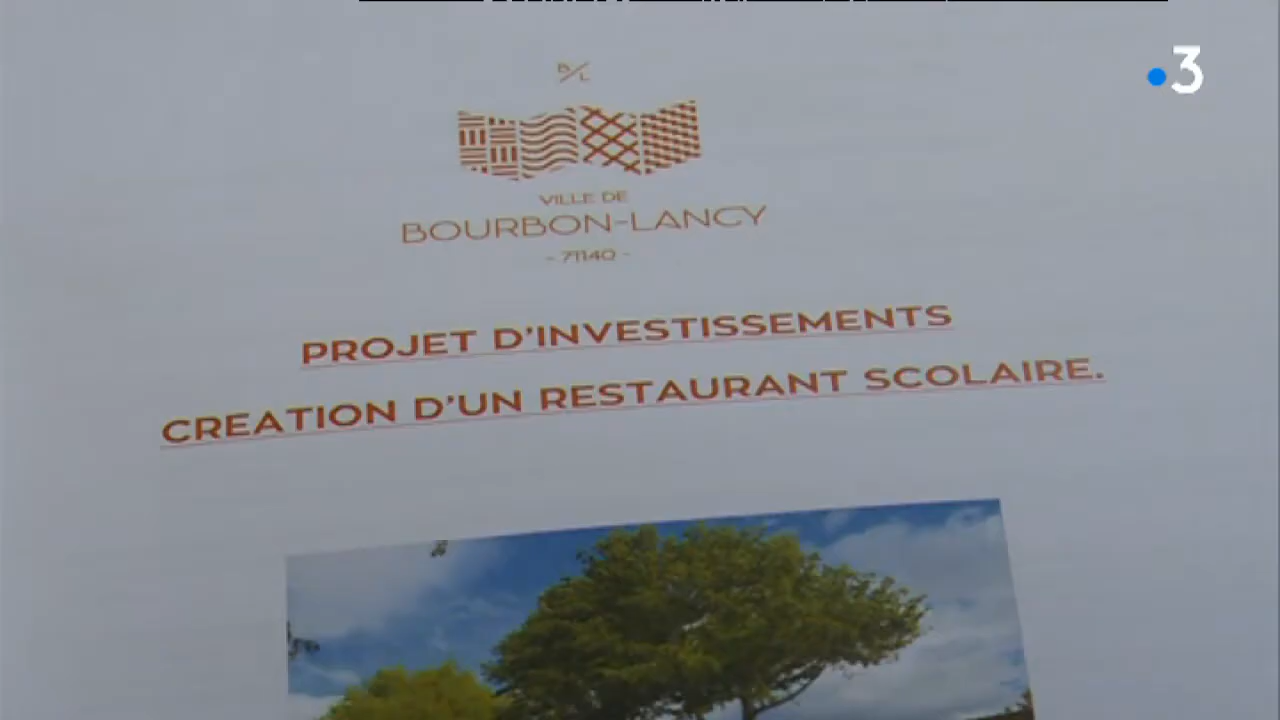 3
B/L
VILLE DE
BOURBON-LANCY
- 71140 -
PROJET D'INVESTISSEMENTS
CREATION D'UN RESTAURANT SCOLAIRE.